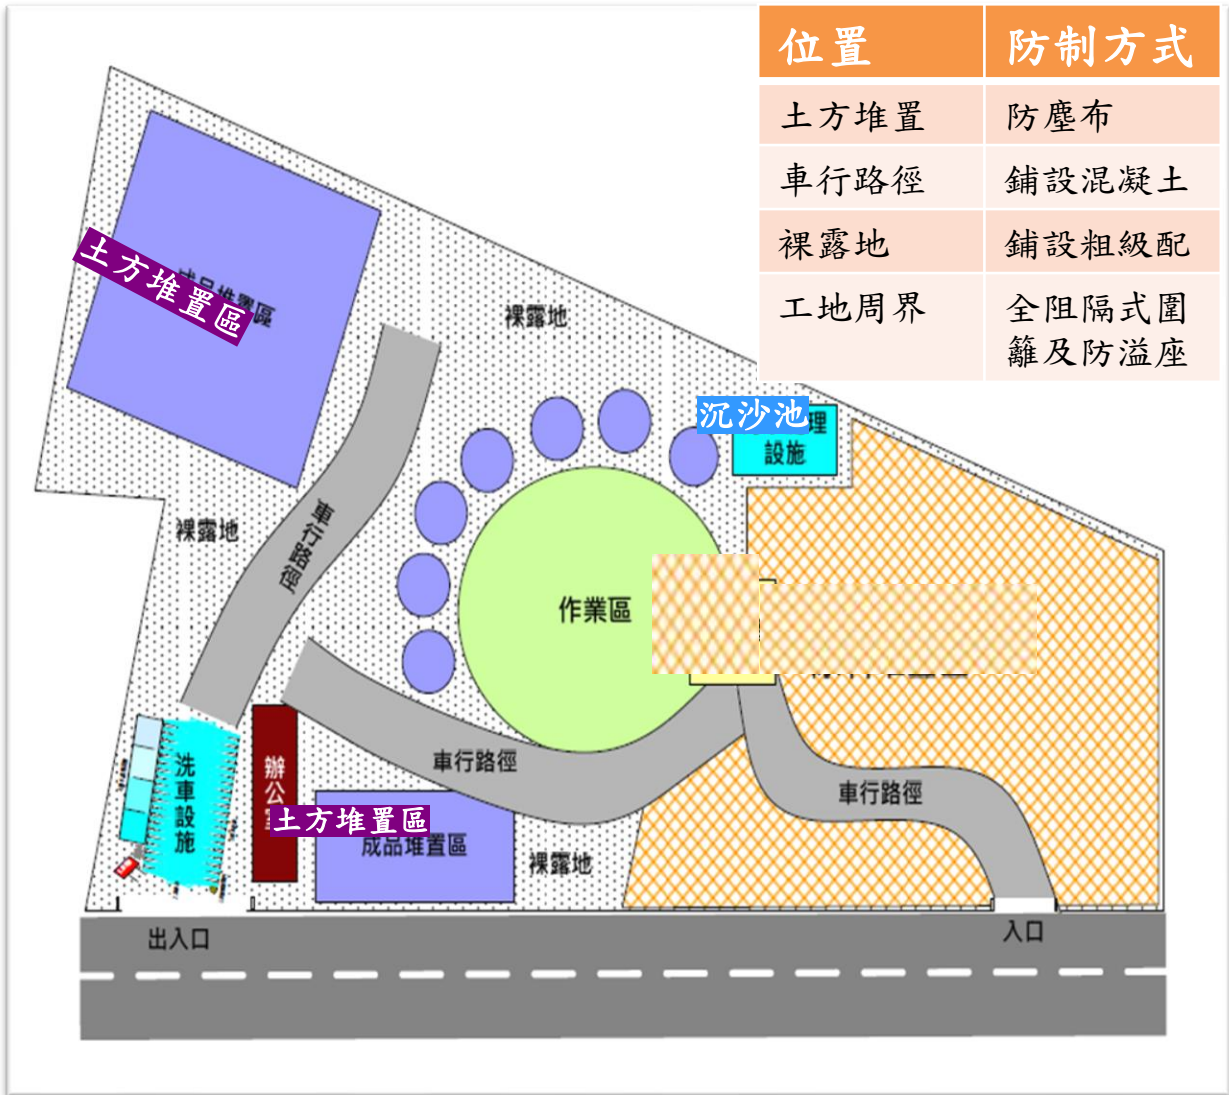 位置 防制方式
土方堆置 防塵布
車行路徑 鋪設混凝土
裸露地 鋪設粗級配
工地周界 全阻隔式圍
籬及防溢座
土方堆置區
裸露地
沉沙池
理
設施
裸露地
車行路徑
作業區
車行路徑
車行路徑
洗車設施
辦公
土方堆置區
成品堆置區
裸露地
出入口
入口